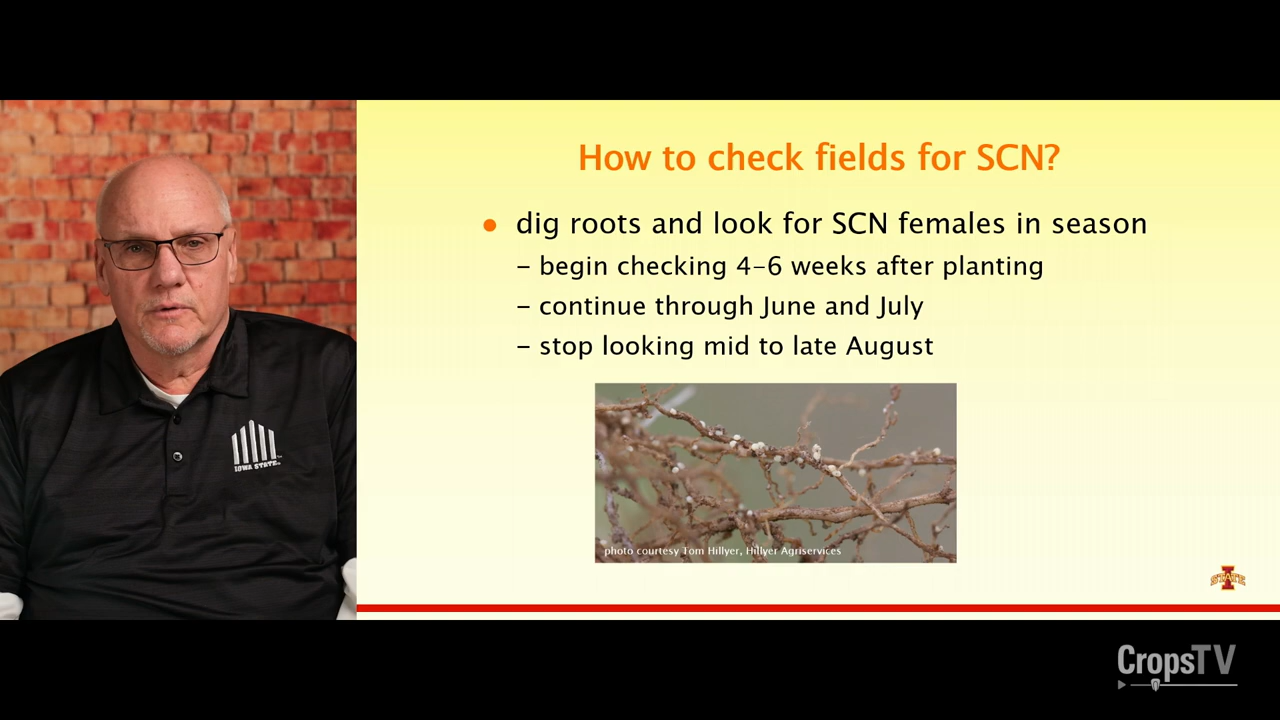 How to check fields for SCN?
● dig roots and look for SCN females in season
– begin checking 4–6 weeks after planting
– continue through June and July
– stop looking mid to late August
IOWA STATE
photo courtesy Tom Hillyer, Hillyer Agriservices
STATE
CropsTV